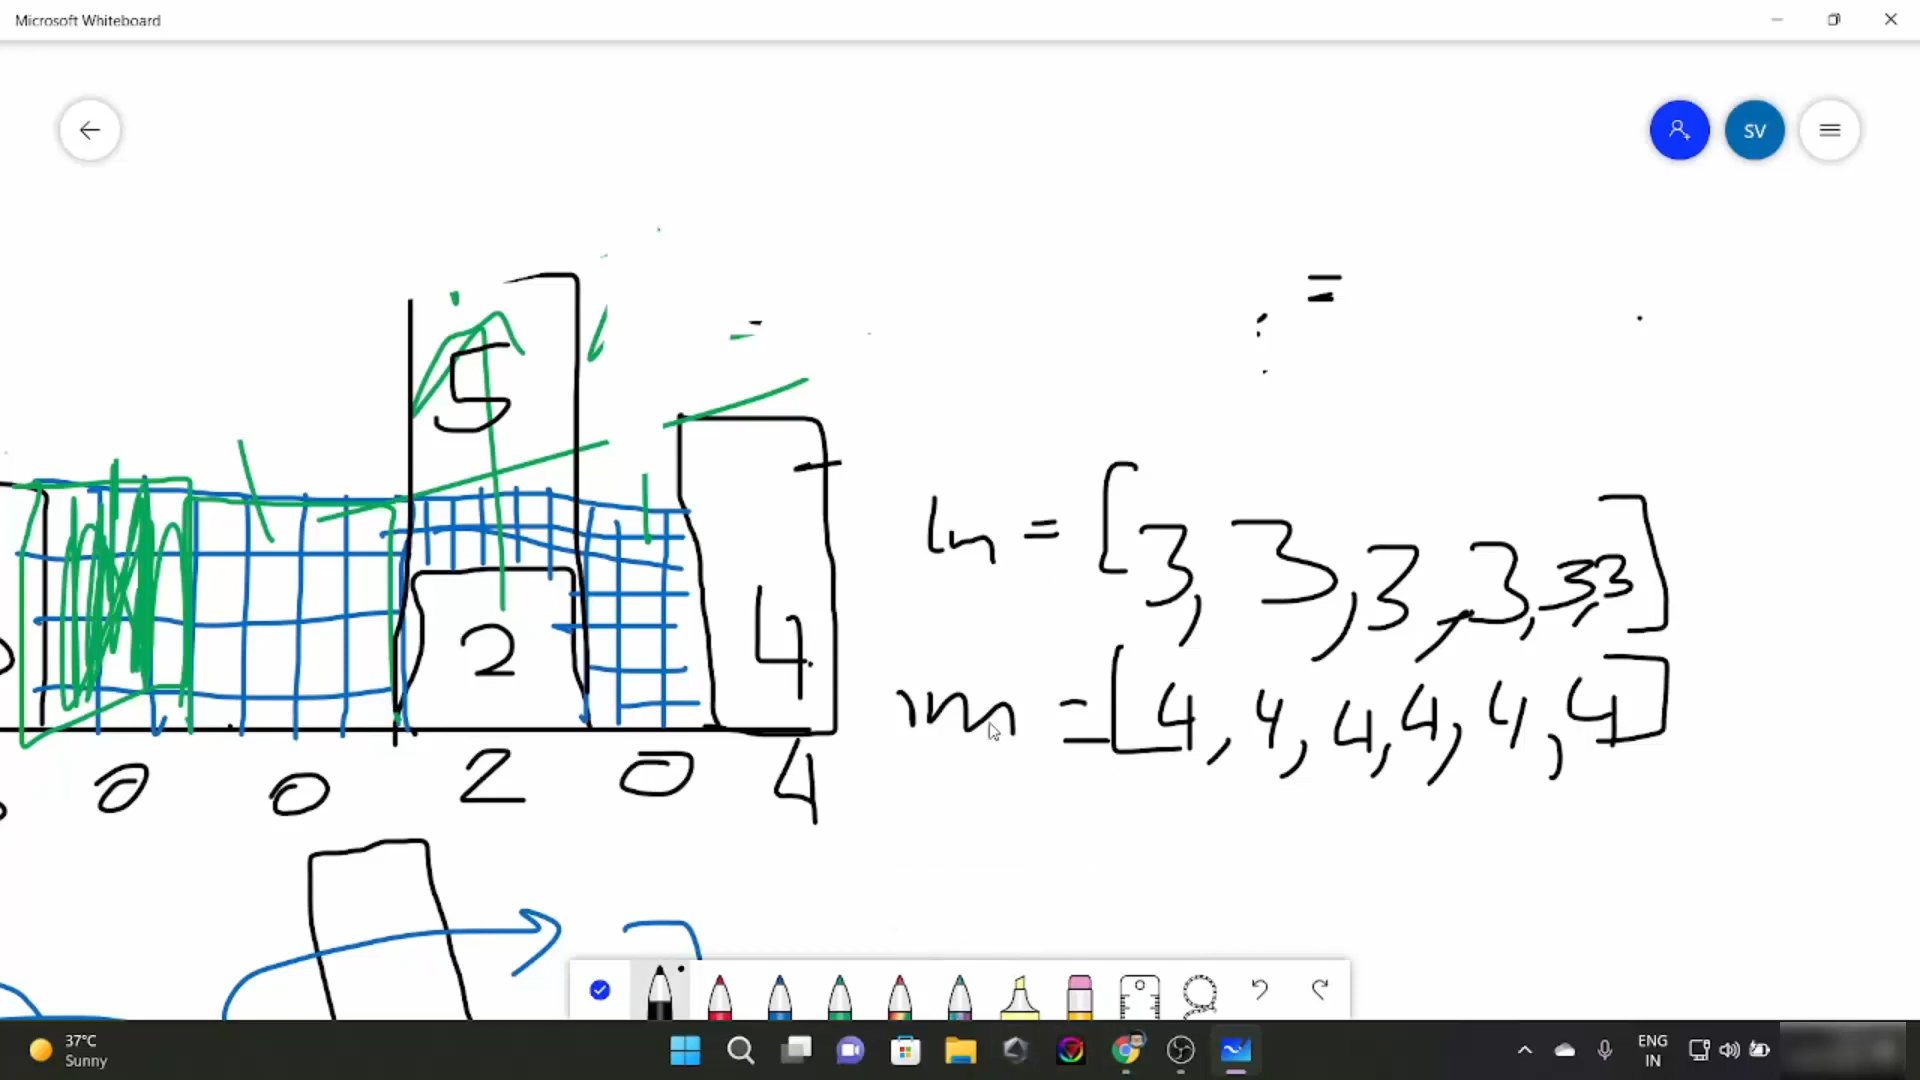 Microsoft Whiteboard
SV
=
5
lm = [3, 3, 3, 3, 3, 3]
2
4
rm = [4, 4, 4, 4, 4, 4]
0 0 2 0 4
37°C
Sunny
ENG
IN